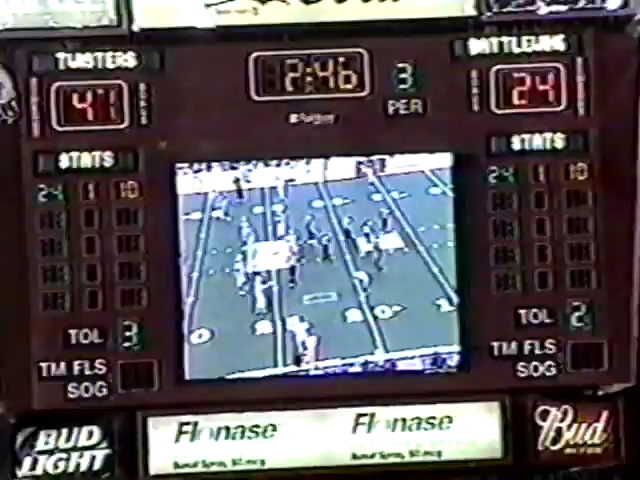 TWISTERS
BATTLEWING
41
2:46
3
PER
24
STATS
24 1 10
STATS
24 1 10
TOL 3
TM FLS
SOG
TOL 2
TM FLS
SOG
BUD
LIGHT
Flonase
Flonase
Bud